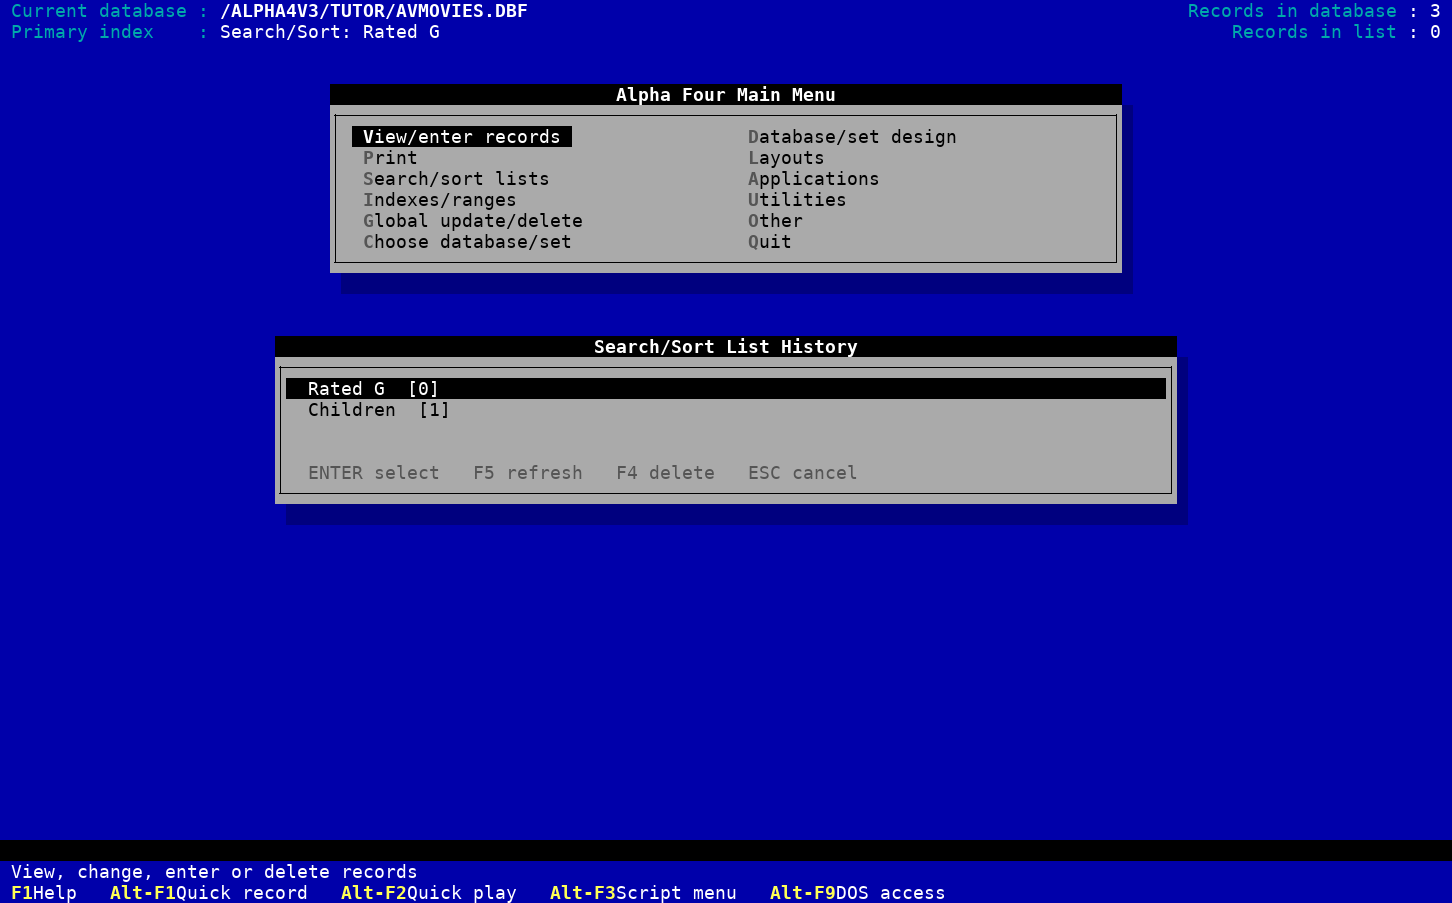 Current database : /ALPHA4V3/TUTOR/AVMOVIES.DBF Records in database : 3
Primary index : Search/Sort: Rated G Records in list : 0
Alpha Four Main Menu
View/enter records Database/set design
Print Layouts
Search/sort lists Applications
Indexes/ranges Utilities
Global update/delete Other
Choose database/set Quit
Search/Sort List History
Rated G [0]
Children [1]
ENTER select F5 refresh F4 delete ESC cancel
View, change, enter or delete records
F1Help Alt-F1Quick record Alt-F2Quick play Alt-F3Script menu Alt-F9DOS access